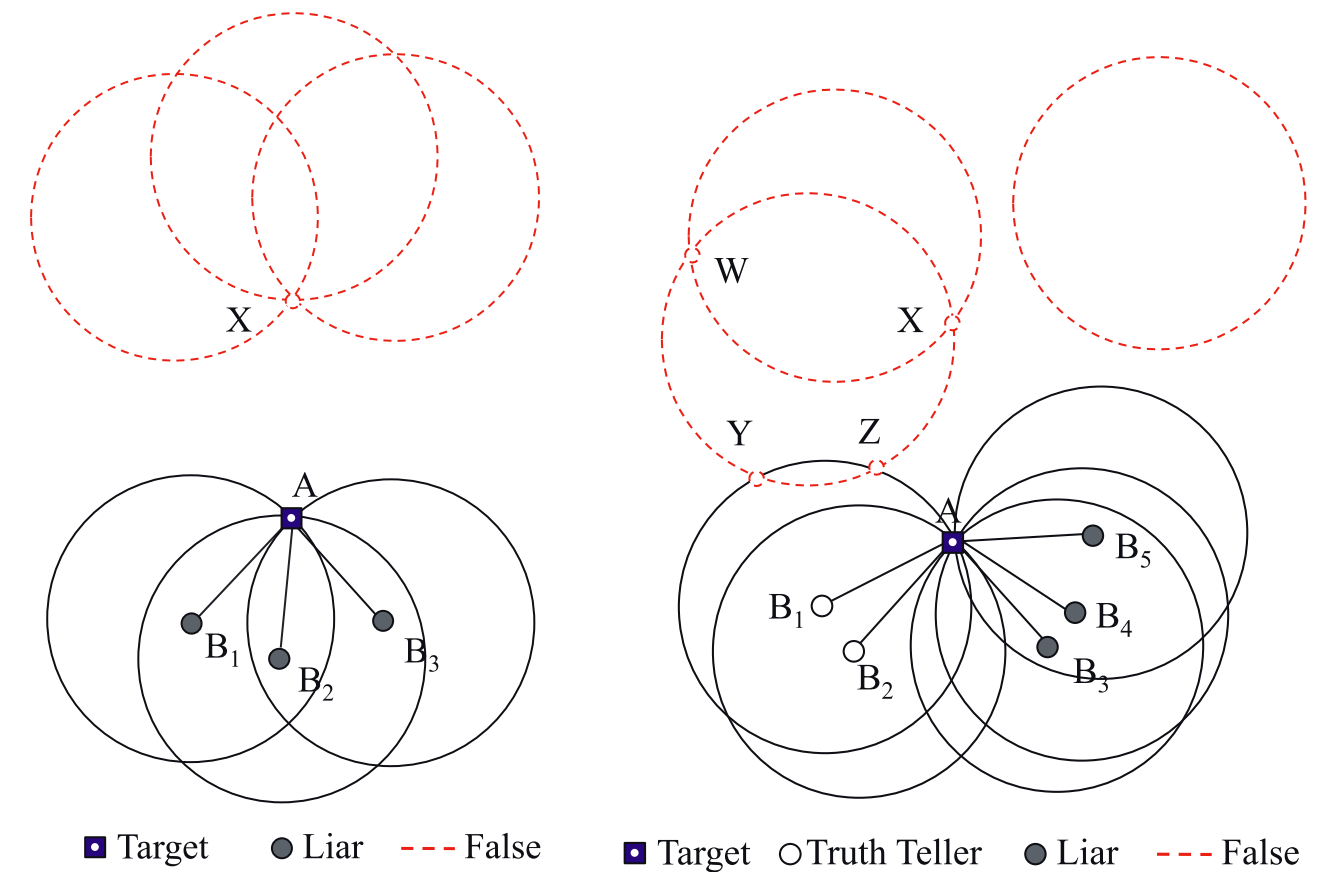 X
A
B1
B2
B3
Target Liar False
W
X
Y
Z
A
B1
B2
B5
B4
B3
Target Truth Teller Liar False